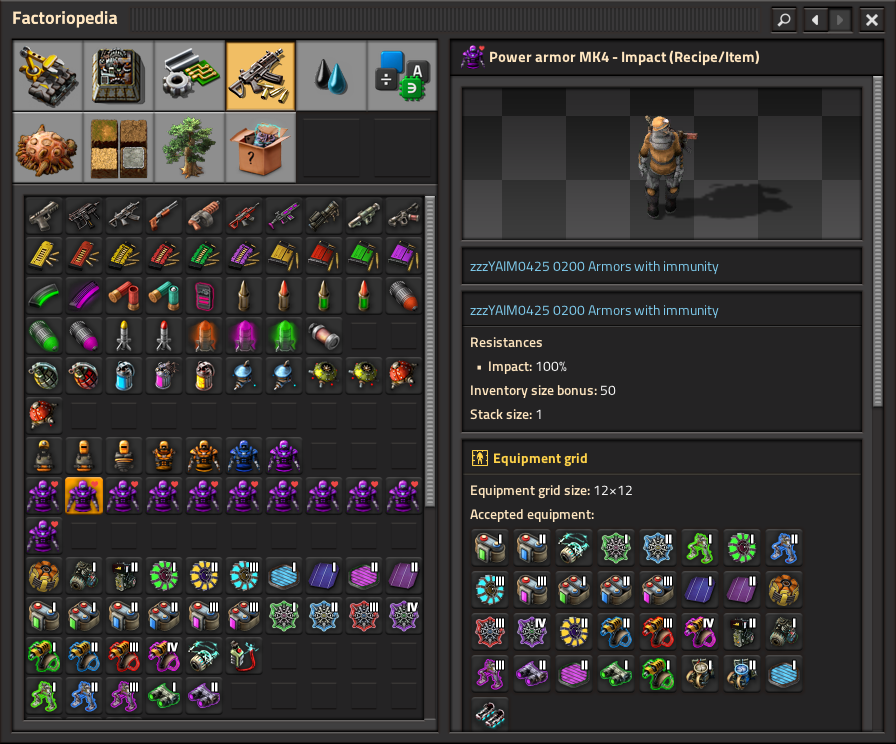 Factoriopedia
Power armor MK4 - Impact (Recipe/Item)
zzzYAIM0425 0200 Armors with immunity
zzzYAIM0425 0200 Armors with immunity
Resistances
• Impact: 100%
Inventory size bonus: 50
Stack size: 1
Equipment grid
Equipment grid size: 12×12
Accepted equipment: